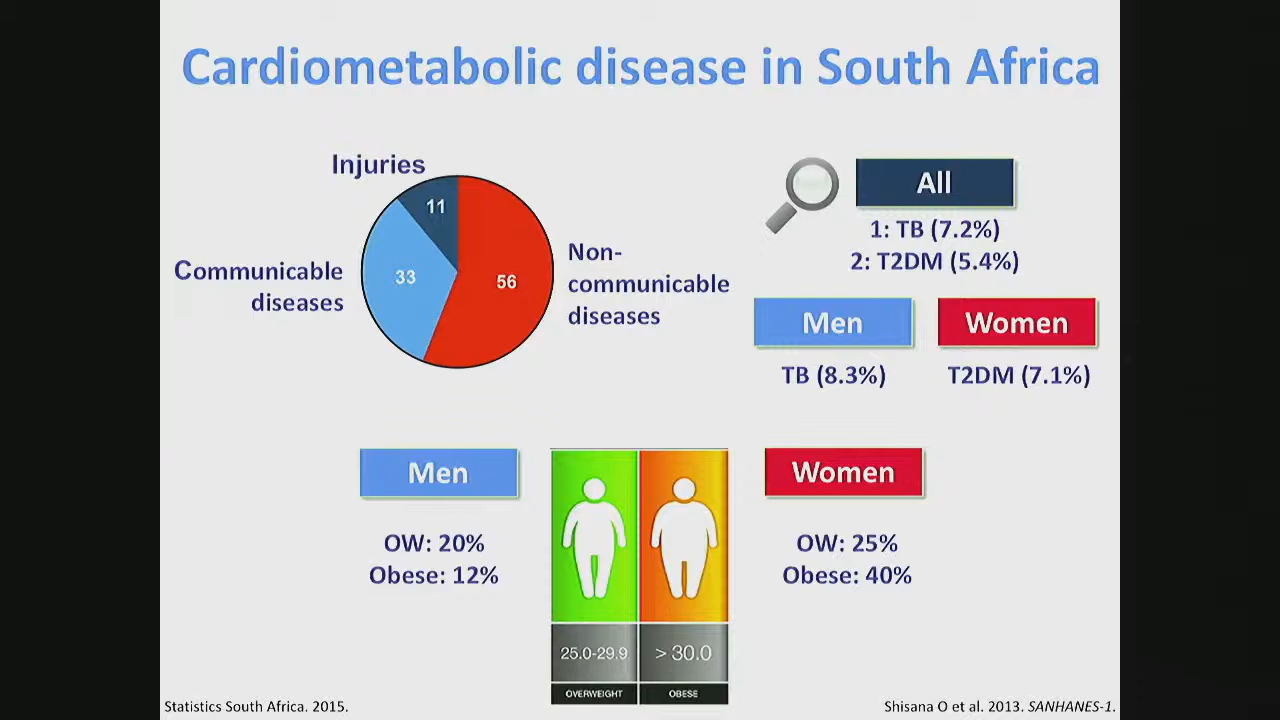 Cardiometabolic disease in South Africa
Injuries
11
Communicable
diseases
33
56
Non-
communicable
diseases
All
1: TB (7.2%)
2: T2DM (5.4%)
Men
Women
TB (8.3%)
T2DM (7.1%)
Men
Women
OW: 20%
Obese: 12%
OW: 25%
Obese: 40%
25.0-29.9
> 30.0
OVERWEIGHT
OBESE
Statistics South Africa. 2015.
Shisana O et al. 2013. SANHANES-1.